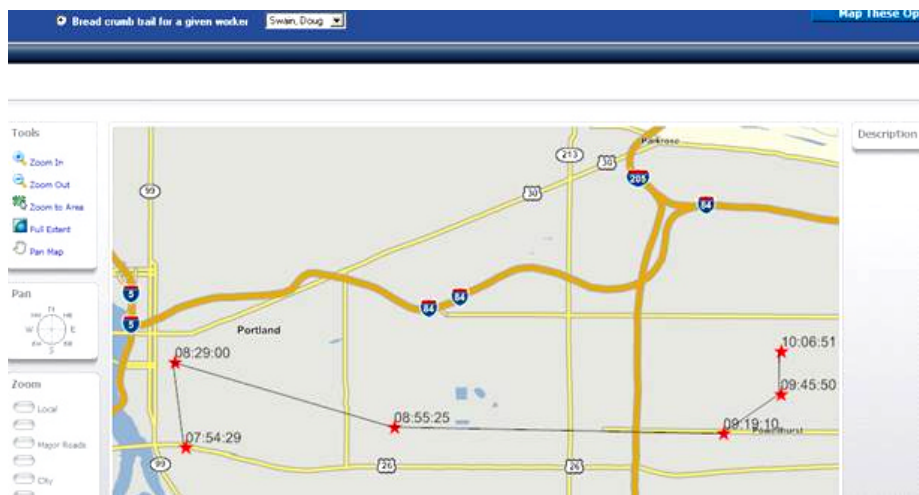 Bread crumb trail for a given worker
Swain, Doug
Map These Op
Tools
Zoom In
Zoom Out
Zoom to Area
Full Extent
Pan Map
Pan
N
W
E
S
Zoom
Local
Major Roads
City
Description
Parkrose
213
30
205
99
30
84
5
84
84
5
Portland
08:29:00
10:06:51
09:45:50
08:55:25
09:19:10
07:54:29
99
26
26